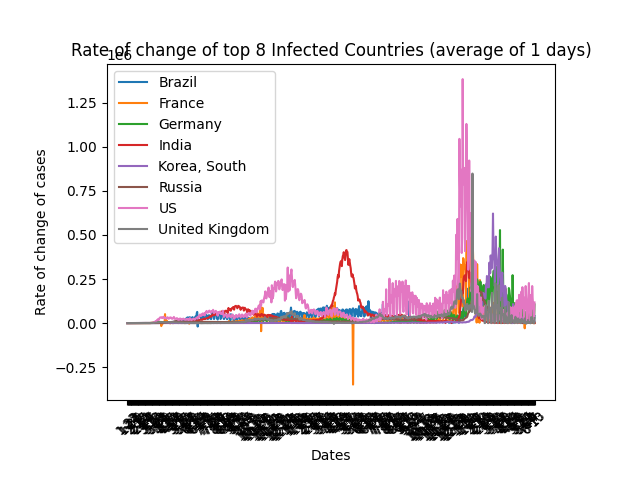 Rate of change of top 8 Infected Countries (average of 1 days)
1e6
Brazil
France
Germany
India
Korea, South
Russia
US
United Kingdom
1.25
1.00
0.75
0.50
0.25
0.00
−0.25
Rate of change of cases
Dates